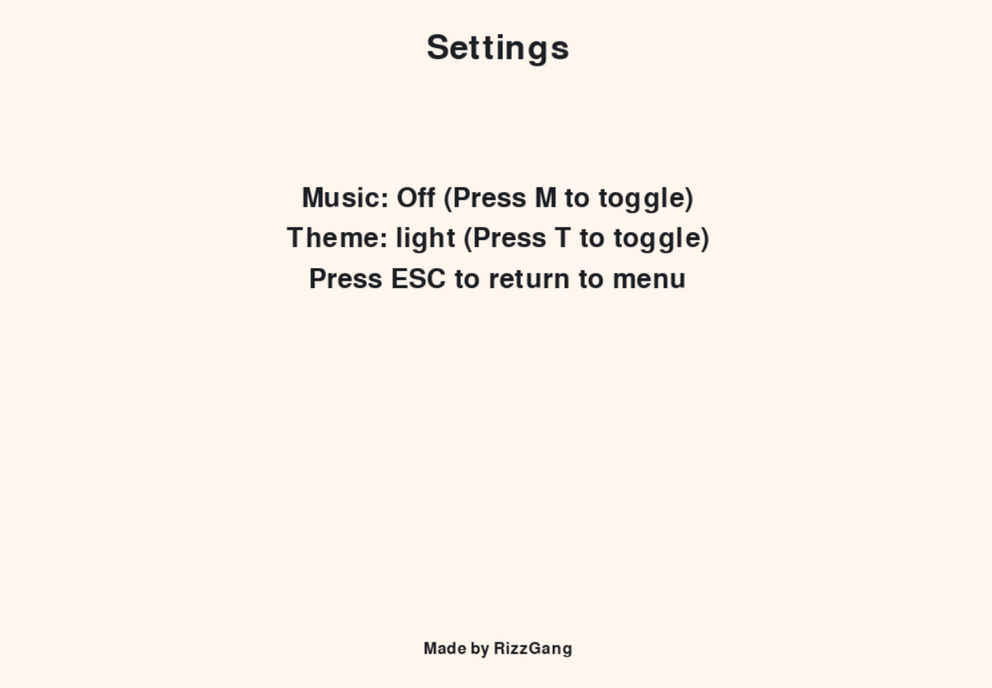 Settings
Music: Off (Press M to toggle)
Theme: light (Press T to toggle)
Press ESC to return to menu
Made by RizzGang